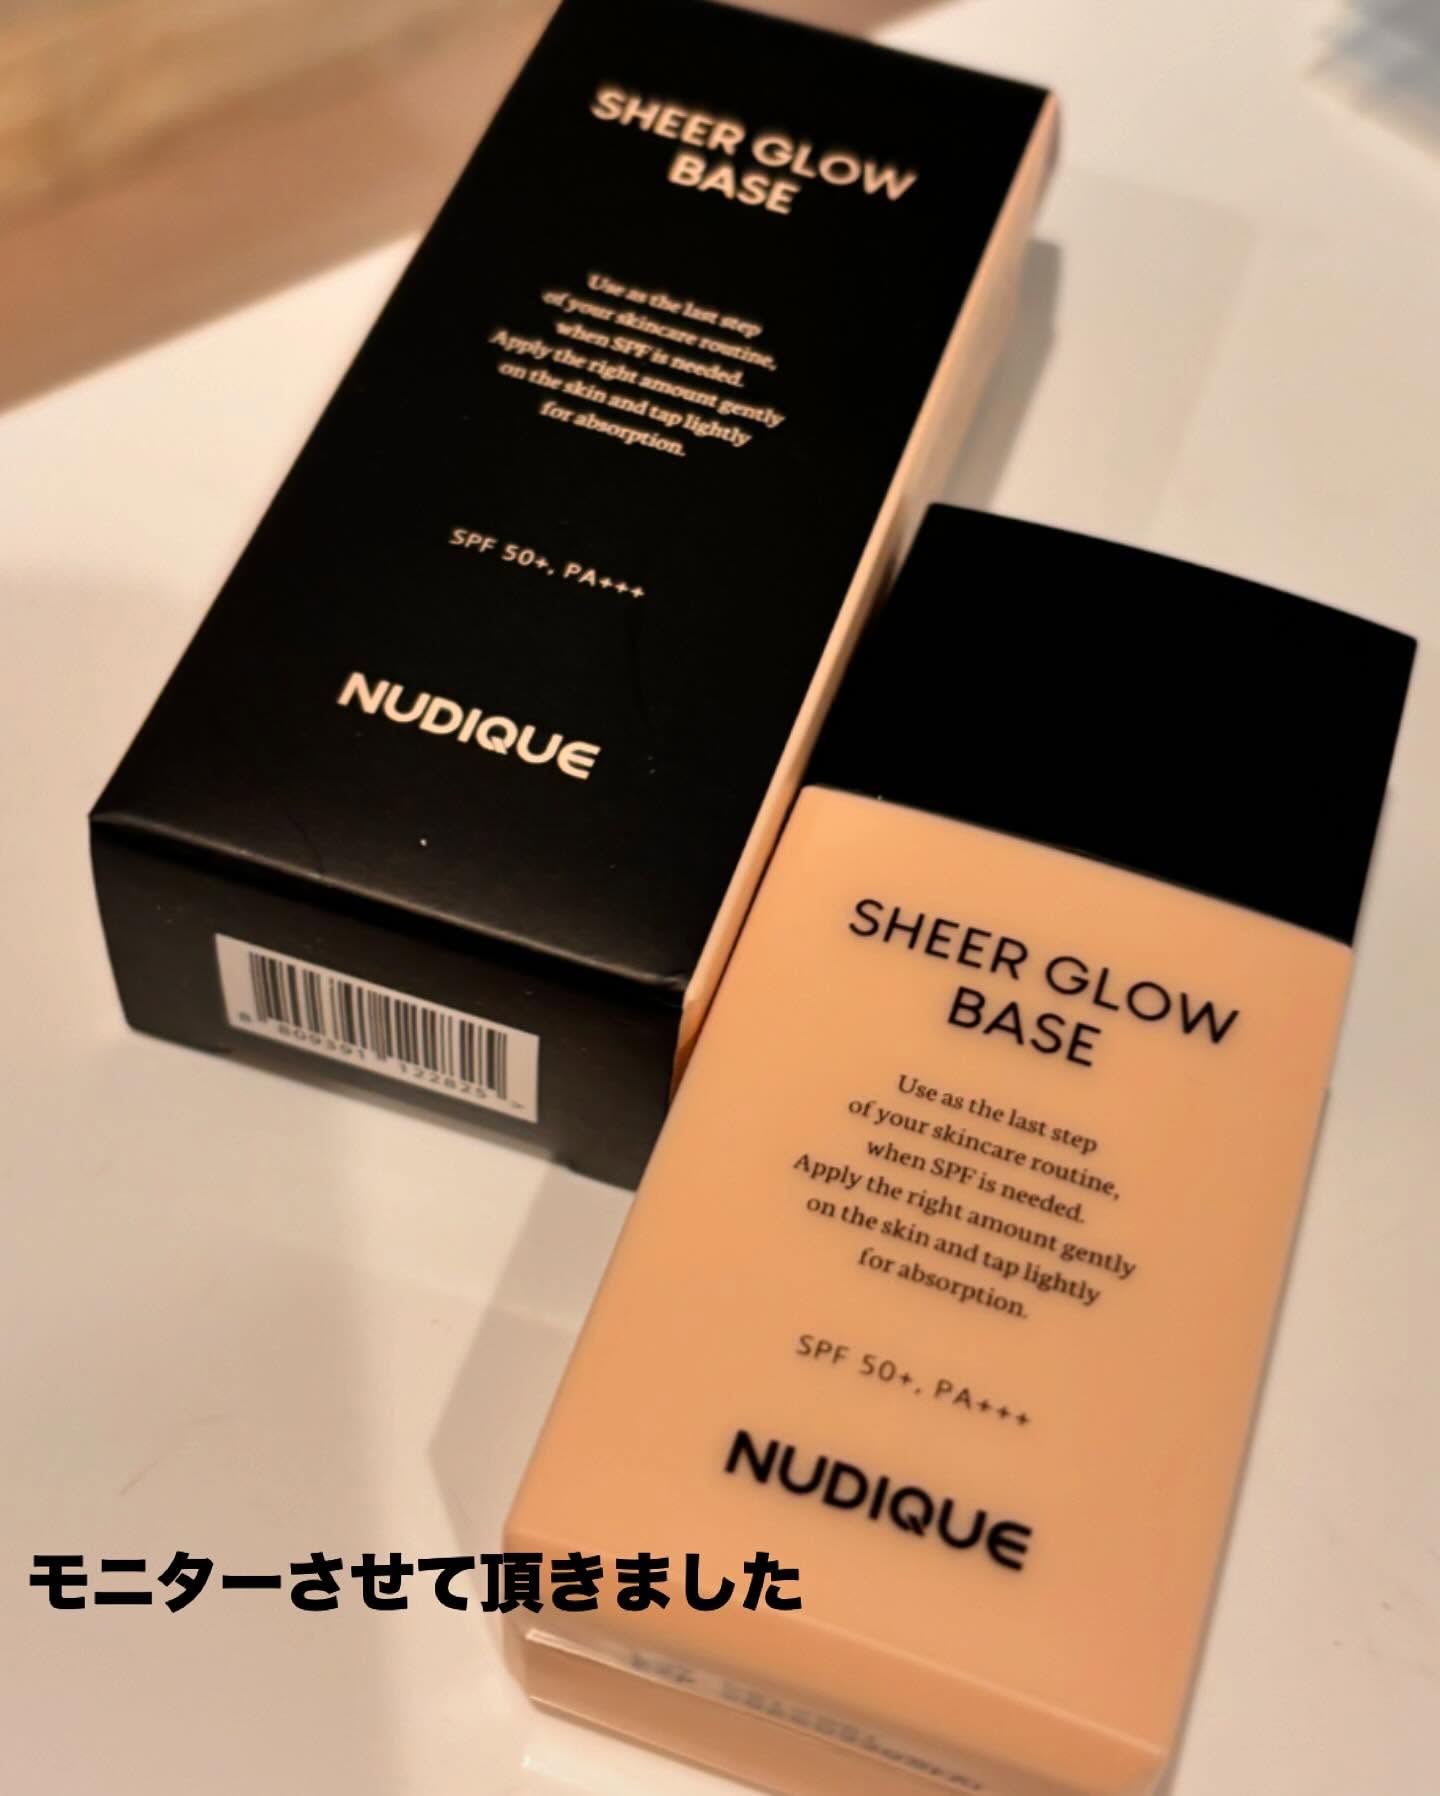 SHEER GLOW
BASE
Use as the last step
of your skincare routine,
when SPF is needed.
Apply the right amount gently
on the skin and tap lightly
for absorption.
SPF 50+, PA+++
NUDIQUE
8 809391 122825 >
SHEER GLOW
BASE
Use as the last step
of your skincare routine,
when SPF is needed.
Apply the right amount gently
on the skin and tap lightly
for absorption.
SPF 50+, PA+++
NUDIQUE
モニターさせて頂きました